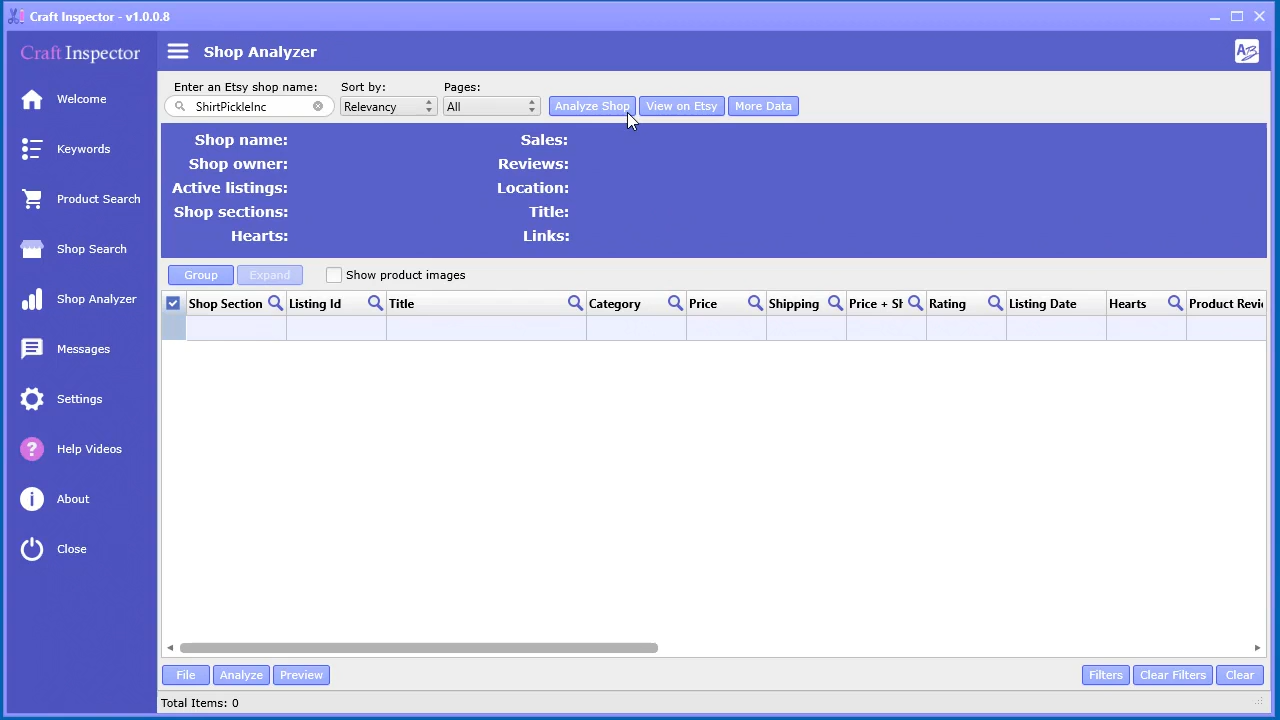 Craft Inspector - v1.0.0.8
Craft Inspector
Shop Analyzer
Welcome
Keywords
Product Search
Shop Search
Shop Analyzer
Messages
Settings
Help Videos
About
Close
Enter an Etsy shop name: Sort by: Pages:
ShirtPickleInc Relevancy All Analyze Shop View on Etsy More Data
Shop name: Sales:
Shop owner: Reviews:
Active listings: Location:
Shop sections: Title:
Hearts: Links:
Group Expand Show product images
Shop Section Listing Id Title Category Price Shipping Price + Sh Rating Listing Date Hearts Product Revi
File Analyze Preview Filters Clear Filters Clear
Total Items: 0